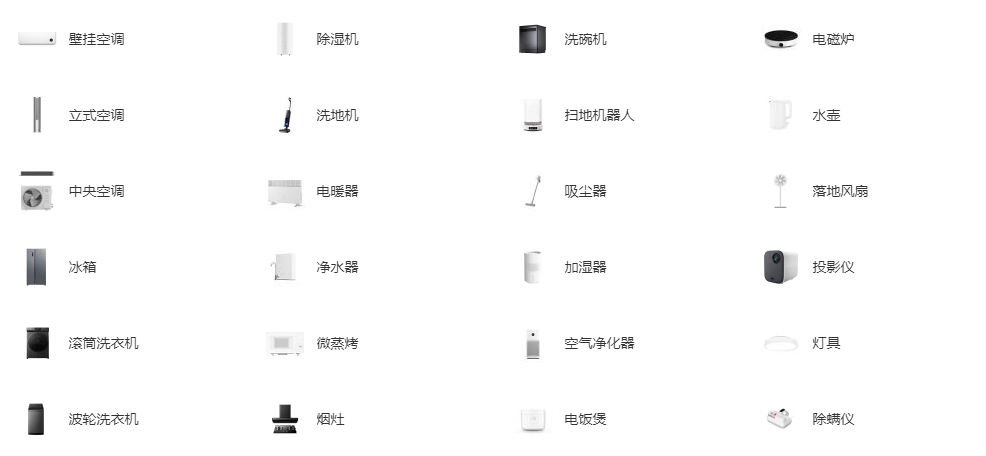 壁挂空调
除湿机
洗碗机
电磁炉
立式空调
洗地机
扫地机器人
水壶
中央空调
电暖器
吸尘器
落地风扇
冰箱
净水器
加湿器
投影仪
滚筒洗衣机
微蒸烤
空气净化器
灯具
波轮洗衣机
烟灶
电饭煲
除螨仪